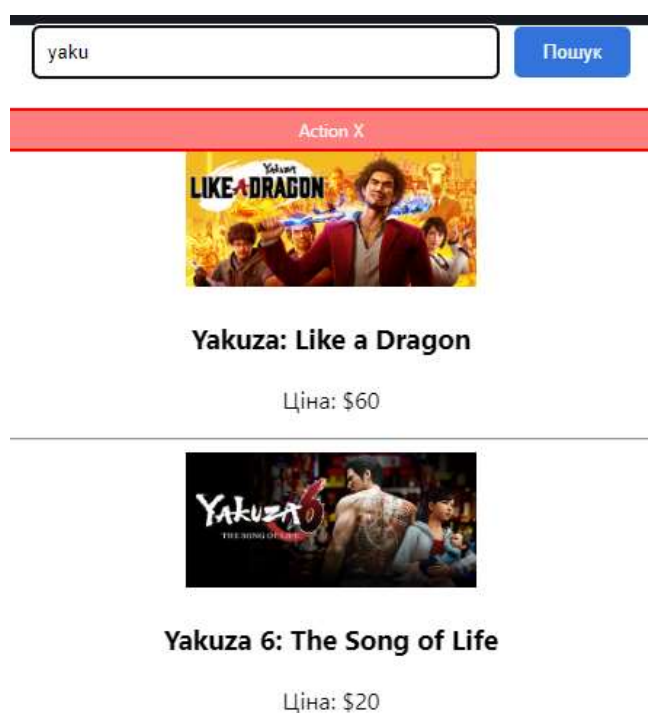 yaku
Пошук
Action X
Yakuza
LIKE A DRAGON
Yakuza: Like a Dragon
Ціна: $60
YAKUZA 6
THE SONG OF LIFE
Yakuza 6: The Song of Life
Ціна: $20